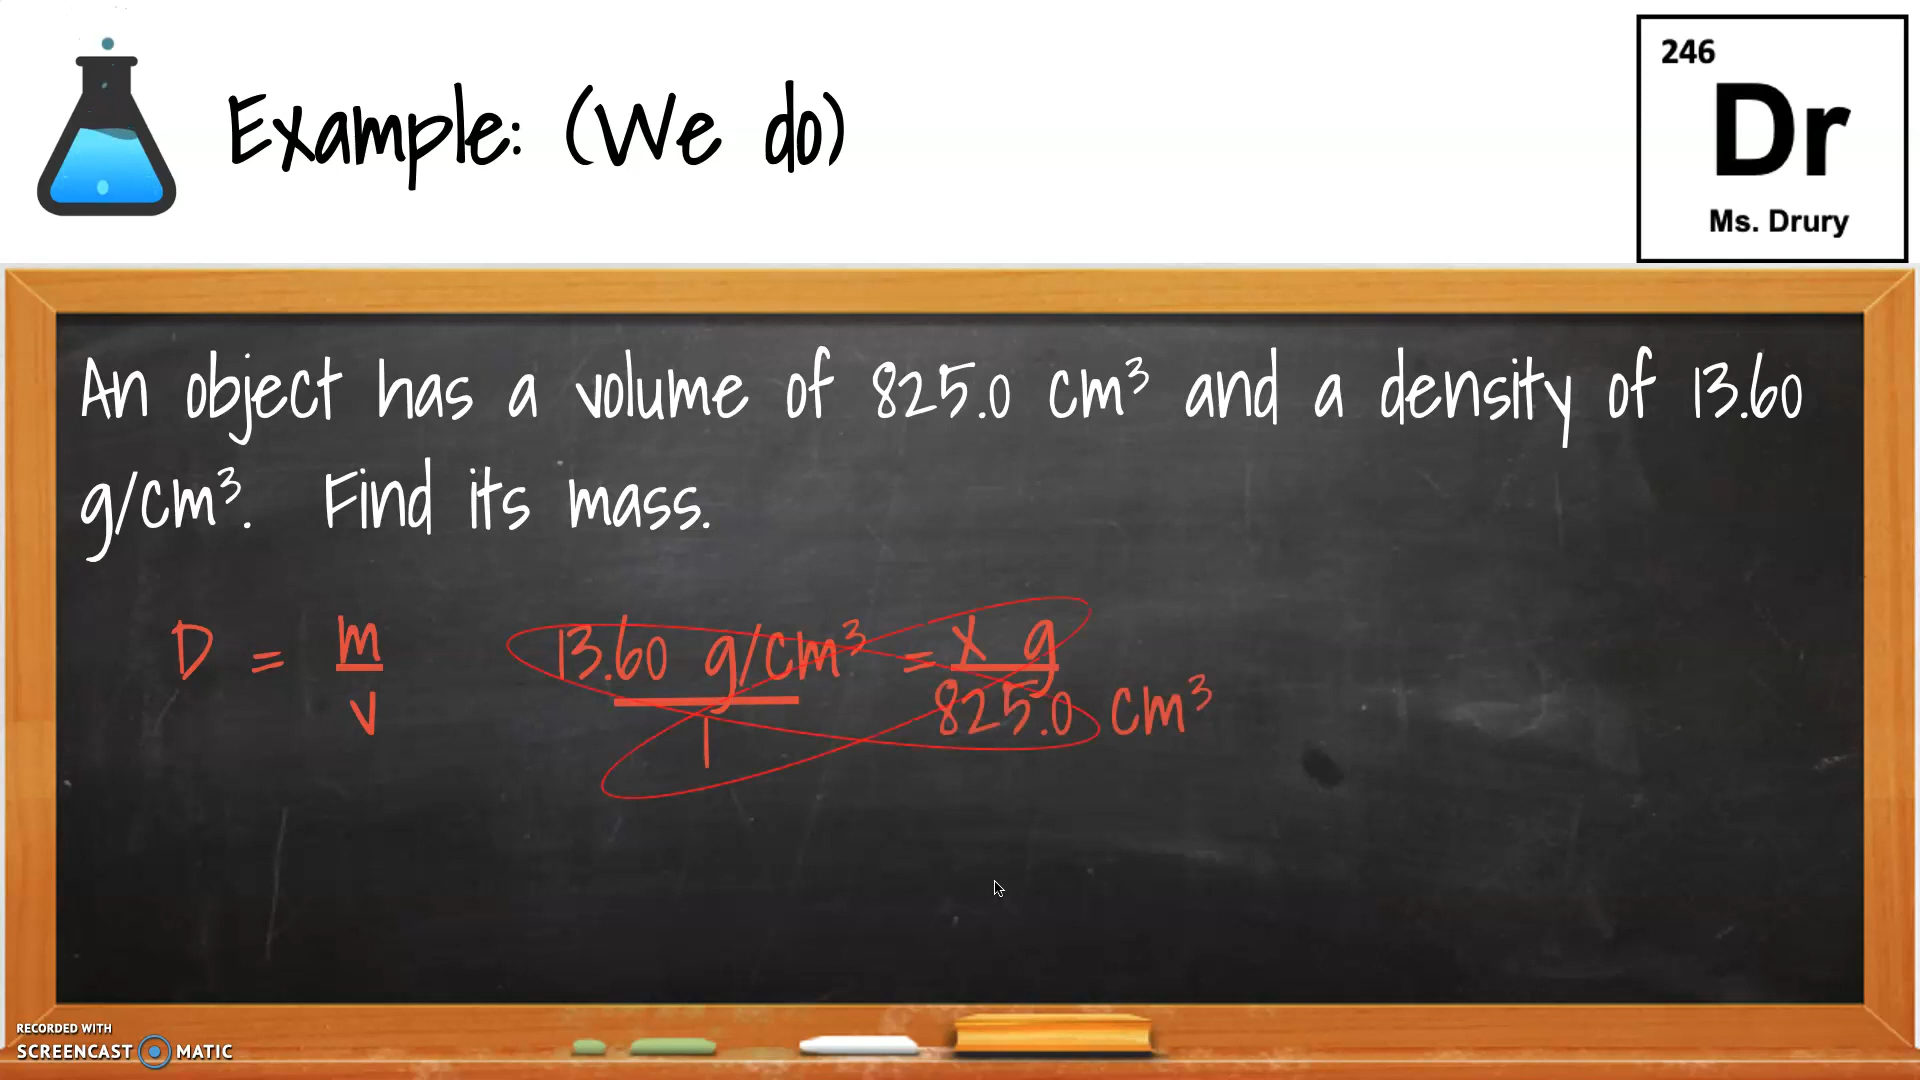 Example: (We do)
246
Dr
Ms. Drury
An object has a volume of 825.0 cm³ and a density of 13.60
g/cm³. Find its mass.
D = m/v
13.60 g/cm³/1 = x g/825.0 cm³
RECORDED WITH
SCREENCAST MATIC